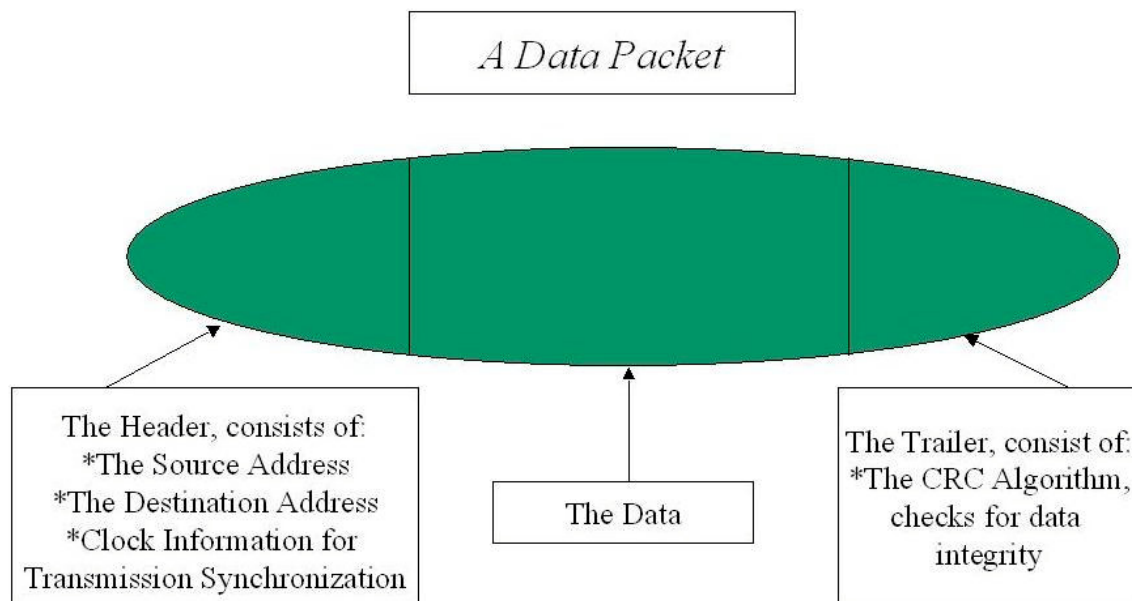 A Data Packet
The Header, consists of:
*The Source Address
*The Destination Address
*Clock Information for
Transmission Synchronization
The Data
The Trailer, consist of:
*The CRC Algorithm,
checks for data
integrity